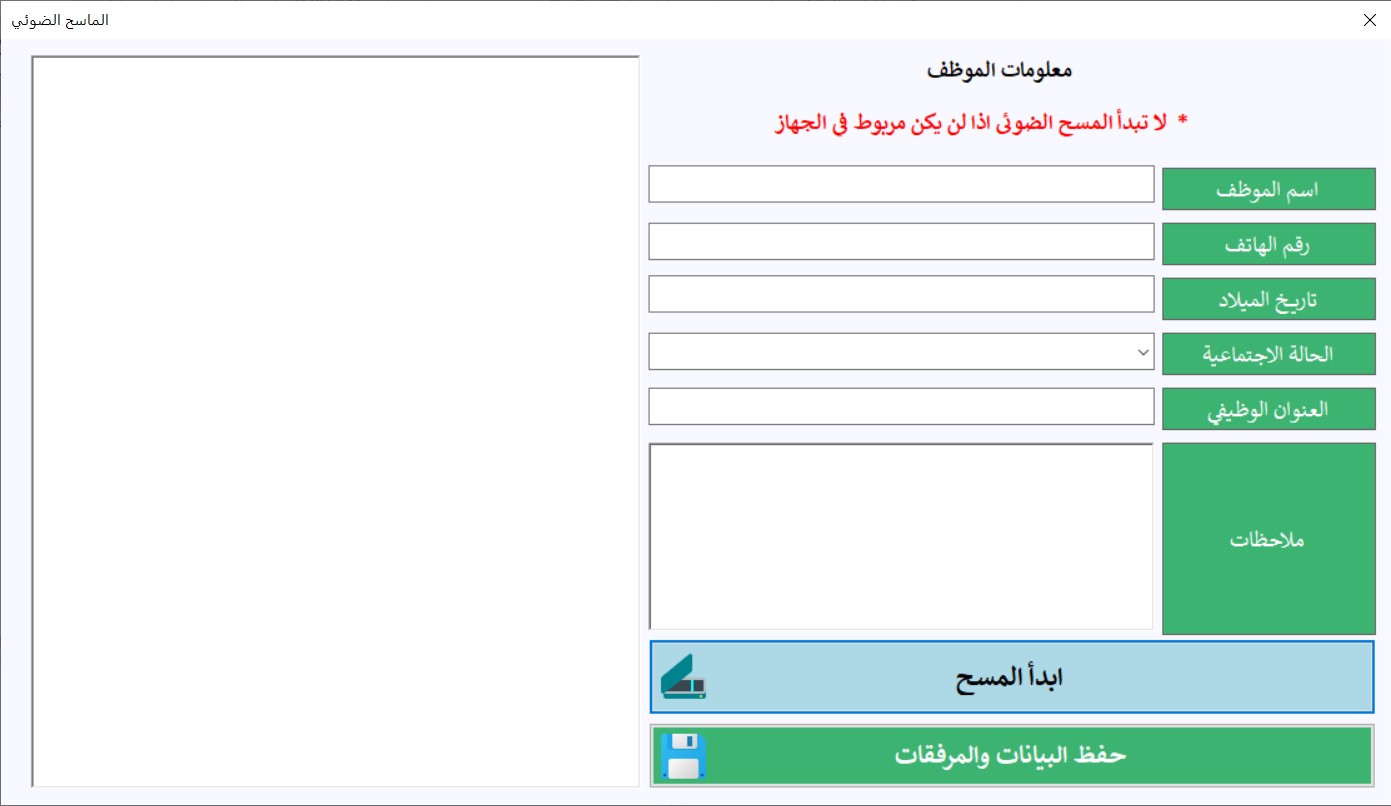 الماسح الضوئي
معلومات الموظف
* لا تبدأ المسح الضوئى اذا لن يكن مربوط في الجهاز
اسم الموظف
رقم الهاتف
تاريخ الميلاد
الحالة الاجتماعية
العنوان الوظيفي
ملاحظات
ابدأ المسح
حفظ البيانات والمرفقات